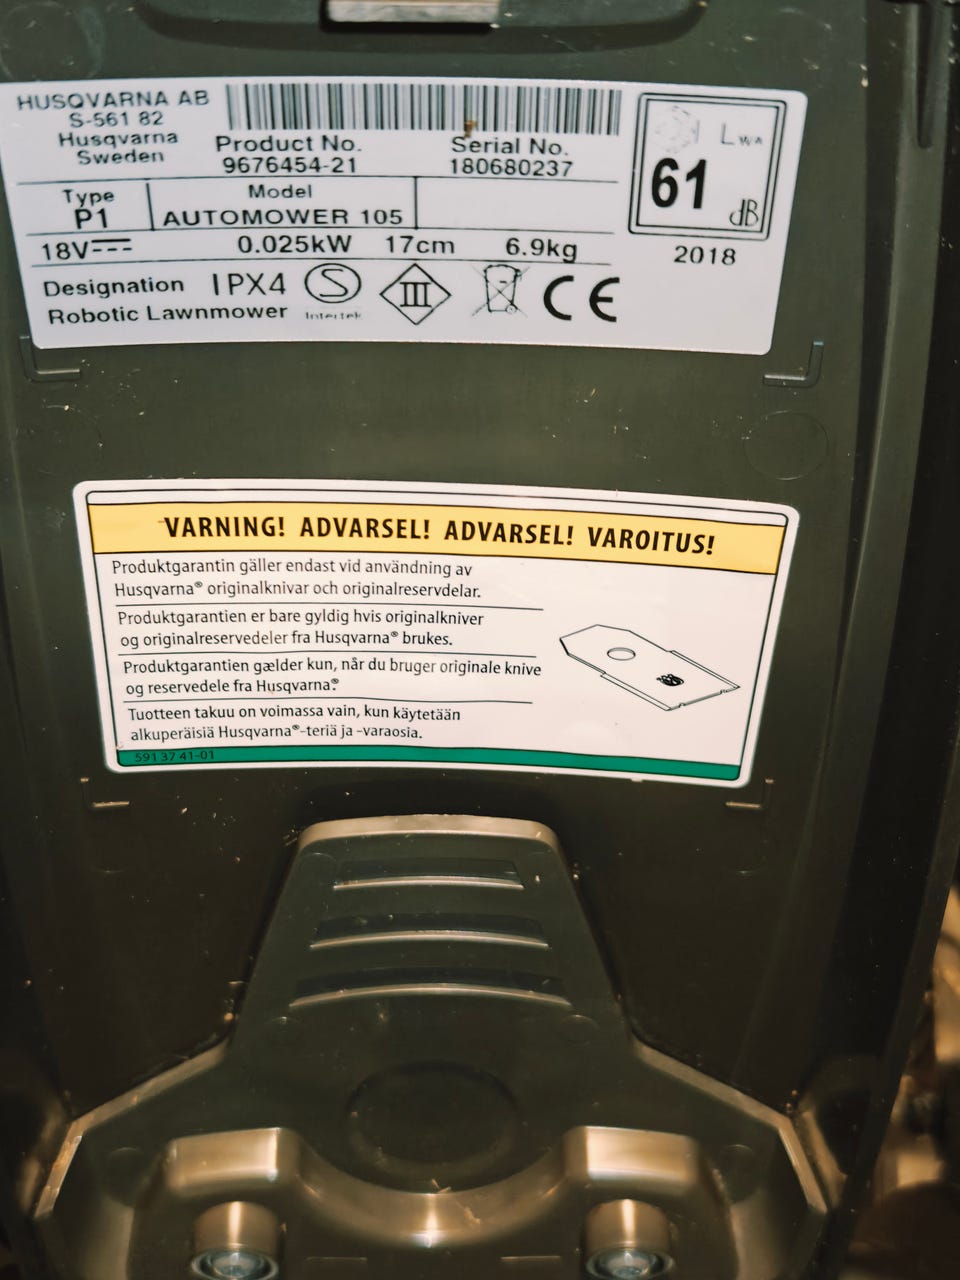 HUSQVARNA AB
S-561 82
Husqvarna
Sweden
Product No.
9676454-21
Serial No.
180680237
LWA
61
dB
2018
Type
P1
Model
AUTOMOWER 105
18V
0.025kW
17cm
6.9kg
Designation
Robotic Lawnmower
IPX4
S
Intertek
III
CE
VARNING! ADVARSEL! ADVARSEL! VAROITUS!
Produktgarantin gäller endast vid användning av
Husqvarna® originalknivar och originalreservdelar.
Produktgarantien er bare gyldig hvis originalkniver
og originalreservedeler fra Husqvarna® brukes.
Produktgarantien gælder kun, når du bruger originale knive
og reservedele fra Husqvarna®.
Tuotteen takuu on voimassa vain, kun käytetään
alkuperäisiä Husqvarna®-teriä ja -varaosia.
591 37 41-01